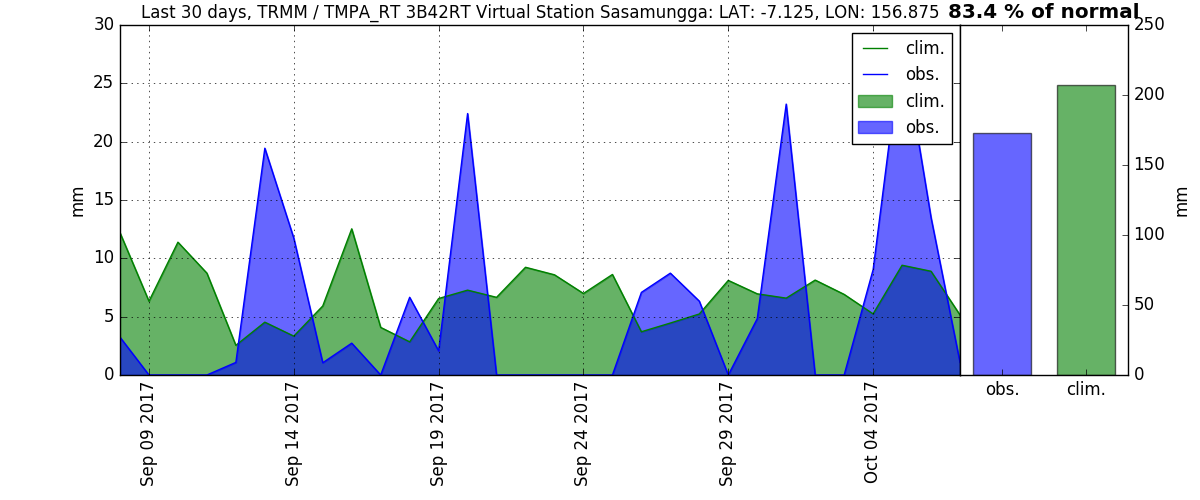 Last 30 days, TRMM / TMPA_RT 3B42RT Virtual Station Sasamungga: LAT: -7.125, LON: 156.875 83.4 % of normal
30
25
20
15
10
5
0
mm
clim.
obs.
clim.
obs.
Sep 09 2017
Sep 14 2017
Sep 19 2017
Sep 24 2017
Sep 29 2017
Oct 04 2017
250
200
150
100
50
0
mm
obs.
clim.